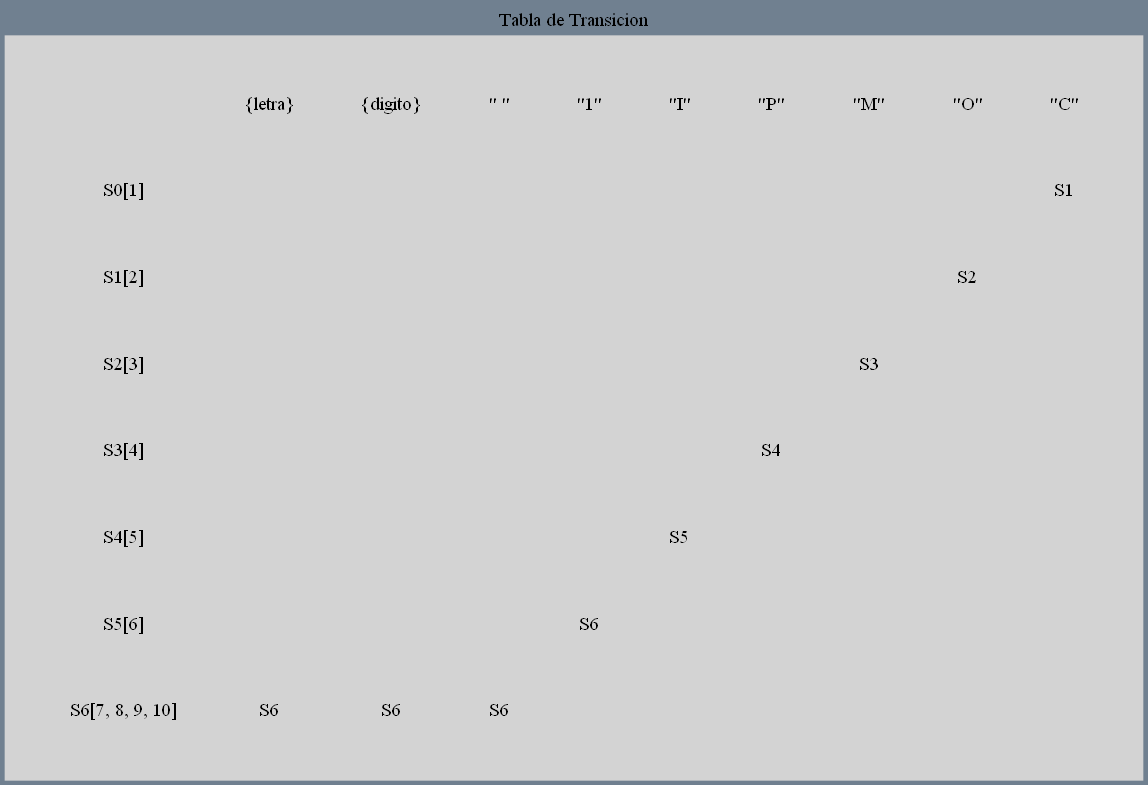 Tabla de Transicion
{letra} {digito} " " "1" "I" "P" "M" "O" "C"
S0[1] S1
S1[2] S2
S2[3] S3
S3[4] S4
S4[5] S5
S5[6] S6
S6[7, 8, 9, 10] S6 S6 S6